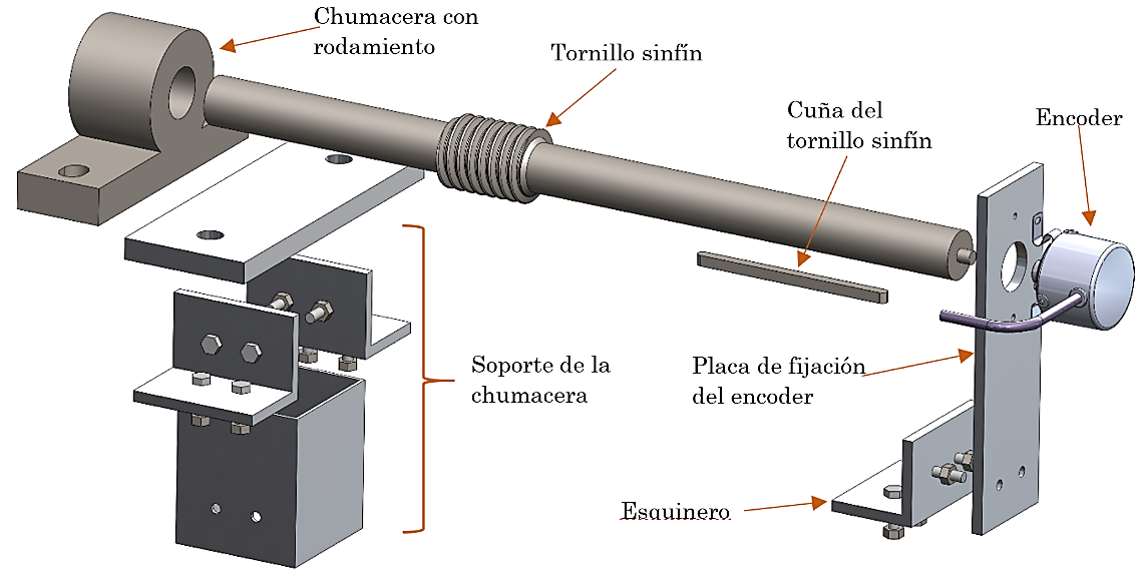 Chumacera con
rodamiento
Tornillo sinfín
Cuña del
tornillo sinfín
Encoder
Soporte de la
chumacera
Placa de fijación
del encoder
Esquinero